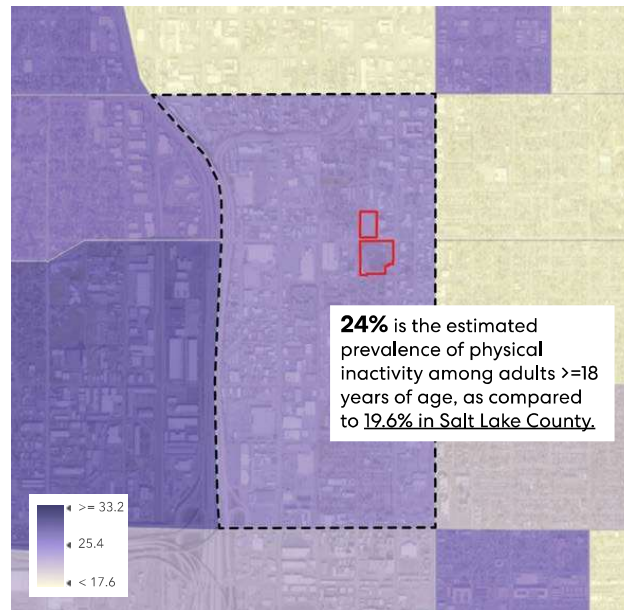 24% is the estimated
prevalence of physical
inactivity among adults >=18
years of age, as compared
to 19.6% in Salt Lake County.
>= 33.2
25.4
< 17.6